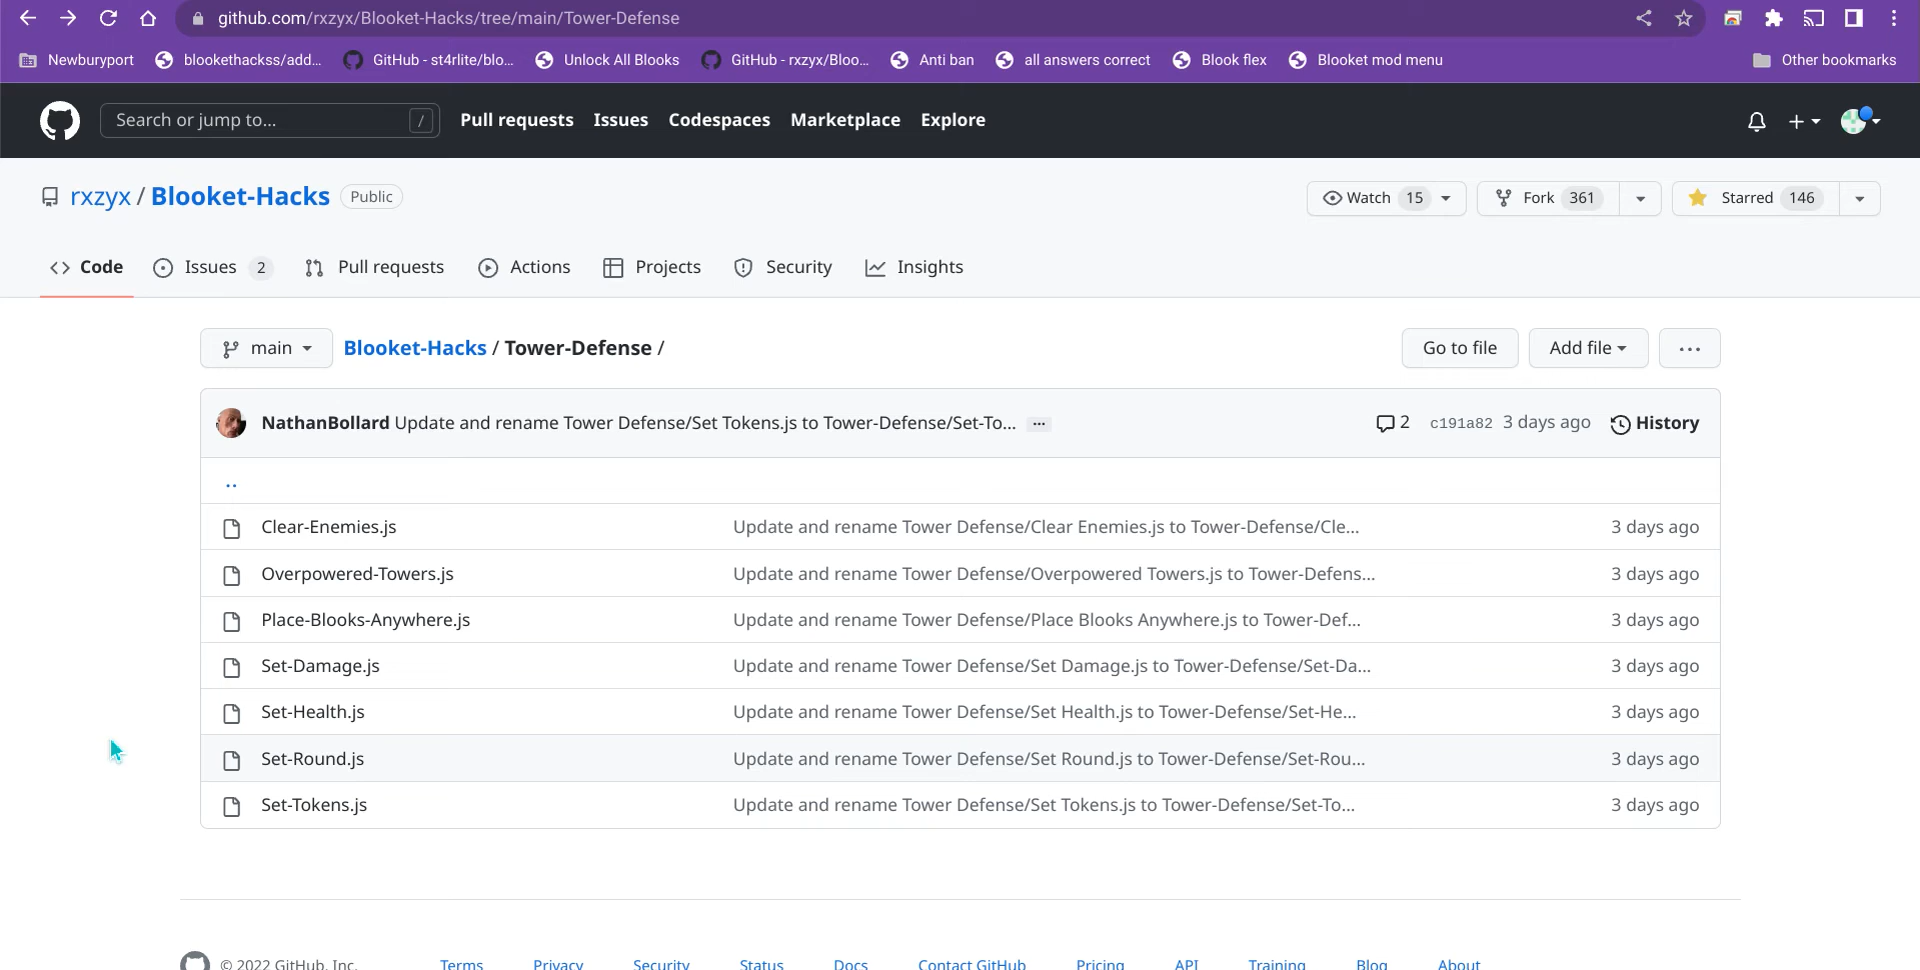 github.com/rxzyx/Blooket-Hacks/tree/main/Tower-Defense
Newburyport blookethackss/add... GitHub - st4rlite/blo... Unlock All Blooks GitHub - rxzyx/Bloo... Anti ban all answers correct Blook flex Blooket mod menu Other bookmarks
Search or jump to... / Pull requests Issues Codespaces Marketplace Explore
rxzyx / Blooket-Hacks Public Watch 15 Fork 361 Starred 146
Code Issues 2 Pull requests Actions Projects Security Insights
main Blooket-Hacks / Tower-Defense / Go to file Add file ...
NathanBollard Update and rename Tower Defense/Set Tokens.js to Tower-Defense/Set-To... ... 2 c191a82 3 days ago History
..
Clear-Enemies.js Update and rename Tower Defense/Clear Enemies.js to Tower-Defense/Cle... 3 days ago
Overpowered-Towers.js Update and rename Tower Defense/Overpowered Towers.js to Tower-Defens... 3 days ago
Place-Blooks-Anywhere.js Update and rename Tower Defense/Place Blooks Anywhere.js to Tower-Def... 3 days ago
Set-Damage.js Update and rename Tower Defense/Set Damage.js to Tower-Defense/Set-Da... 3 days ago
Set-Health.js Update and rename Tower Defense/Set Health.js to Tower-Defense/Set-He... 3 days ago
Set-Round.js Update and rename Tower Defense/Set Round.js to Tower-Defense/Set-Rou... 3 days ago
Set-Tokens.js Update and rename Tower Defense/Set Tokens.js to Tower-Defense/Set-To... 3 days ago
© 2022 GitHub, Inc. Terms Privacy Security Status Docs Contact GitHub Pricing API Training Blog About